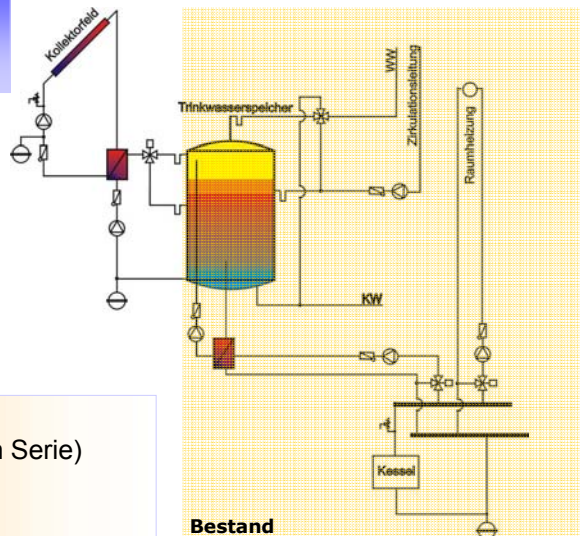 Kollektorfeld
Trinkwasserspeicher
WW
Zirkulationsleitung
Raumheizung
KW
Serie)
Kessel
Bestand